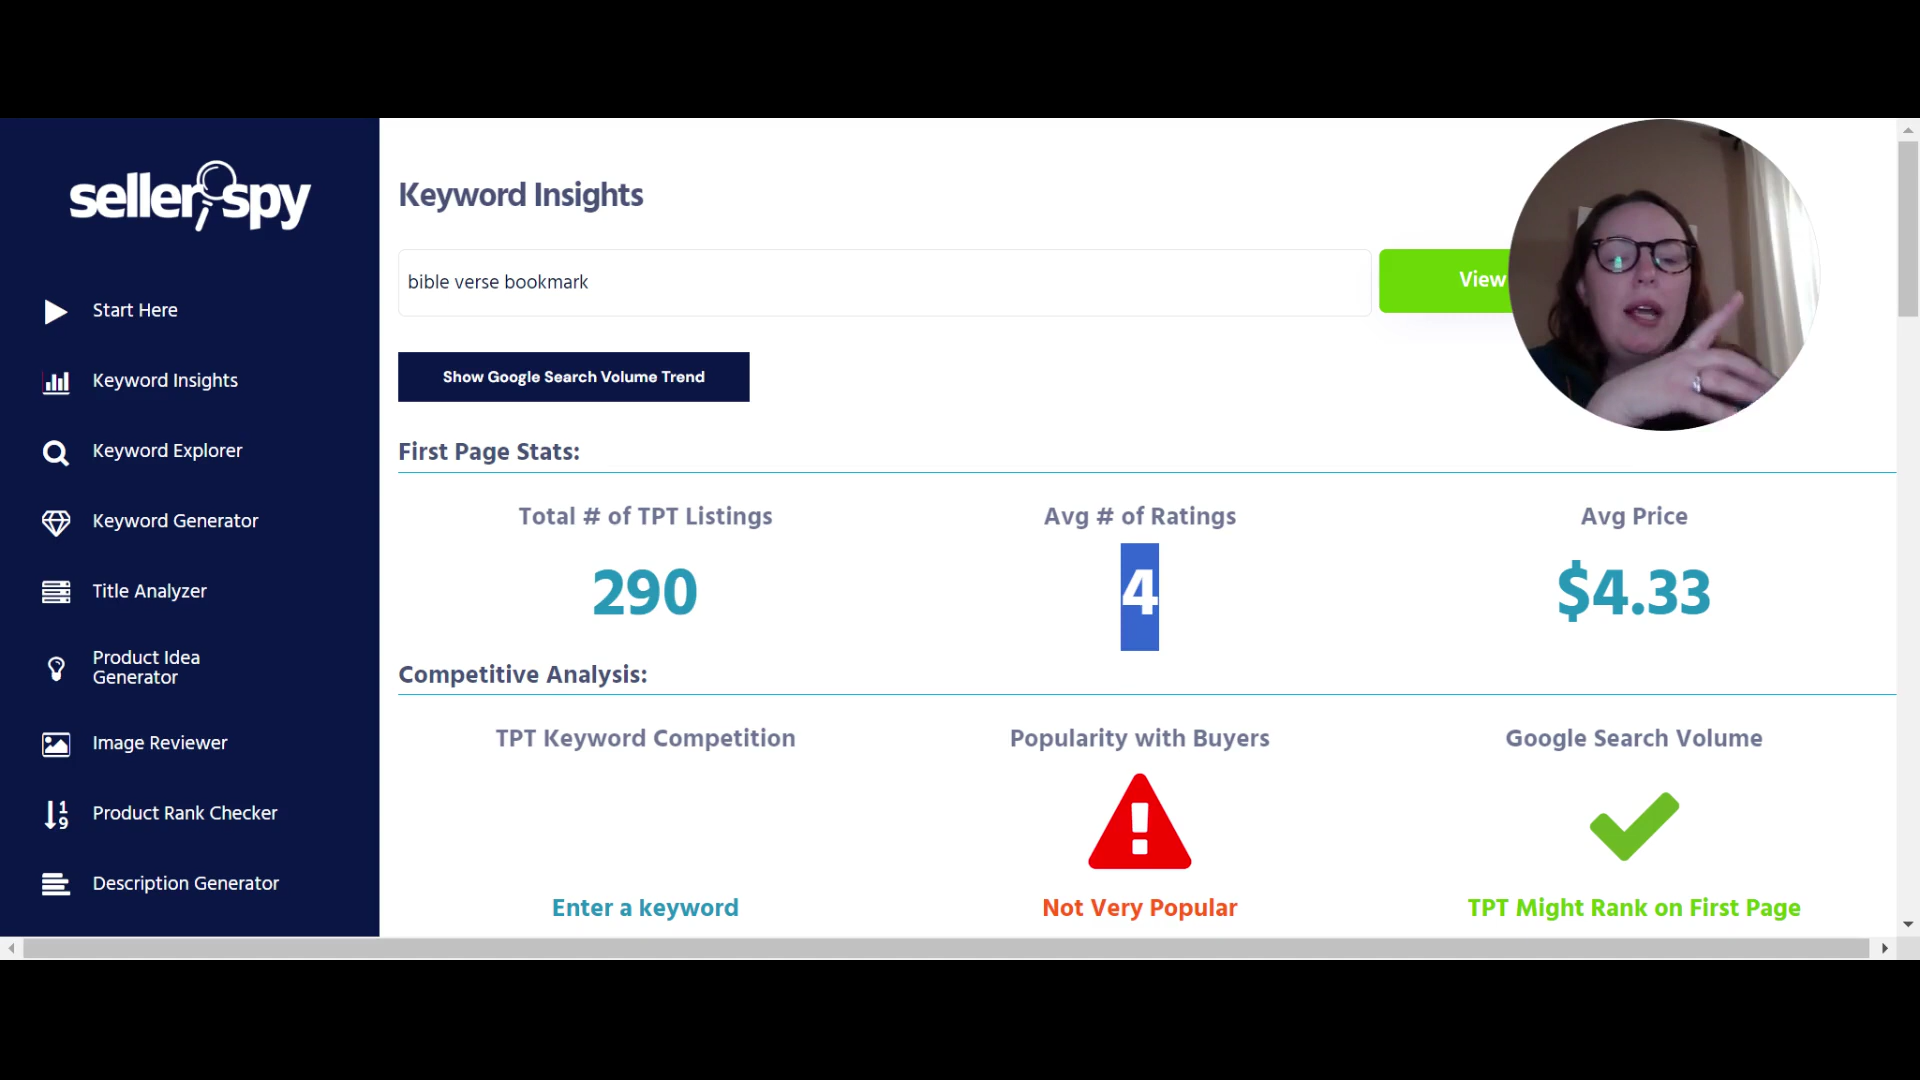 seller spy
Start Here
Keyword Insights
Keyword Explorer
Keyword Generator
Title Analyzer
Product Idea
Generator
Image Reviewer
Product Rank Checker
Description Generator
Keyword Insights
bible verse bookmark
View
Show Google Search Volume Trend
First Page Stats:
Total # of TPT Listings
290
Avg # of Ratings
4
Avg Price
$4.33
Competitive Analysis:
TPT Keyword Competition
Enter a keyword
Popularity with Buyers
Not Very Popular
Google Search Volume
TPT Might Rank on First Page